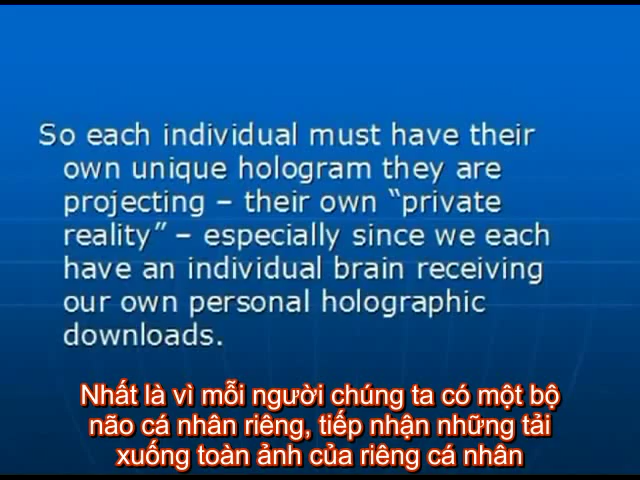 So each individual must have their
own unique hologram they are
projecting – their own “private
reality” – especially since we each
have an individual brain receiving
our own personal holographic
downloads.
Nhất là vì mỗi người chúng ta có một bộ
não cá nhân riêng, tiếp nhận những tải
xuống toàn ảnh của riêng cá nhân